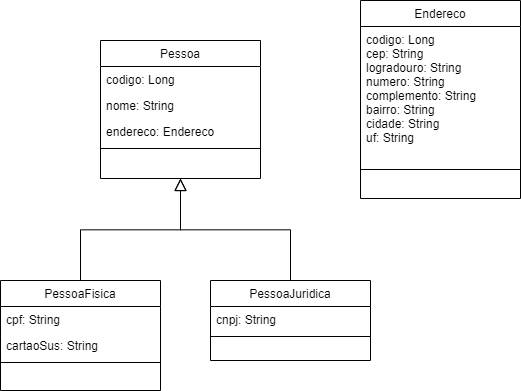 Pessoa
codigo: Long
nome: String
endereco: Endereco
Endereco
codigo: Long
cep: String
logradouro: String
numero: String
complemento: String
bairro: String
cidade: String
uf: String
PessoaFisica
cpf: String
cartaoSus: String
PessoaJuridica
cnpj: String